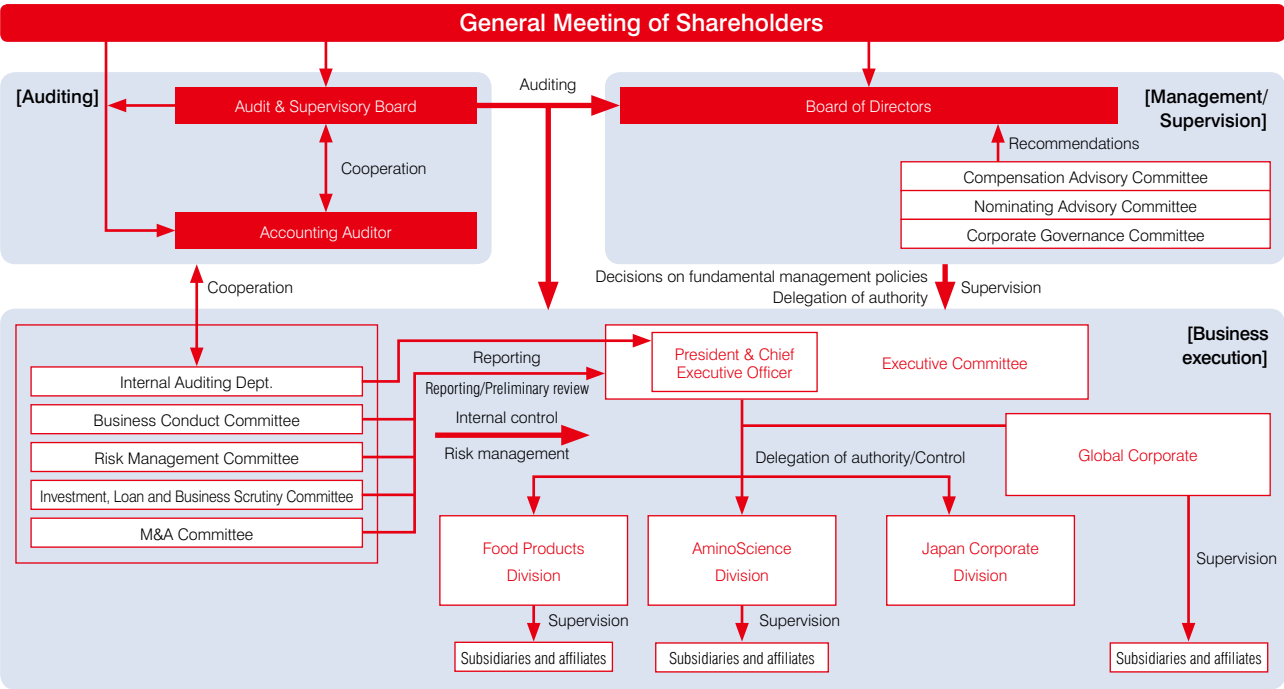 General Meeting of Shareholders
[Auditing]
Audit & Supervisory Board
Auditing
Board of Directors
[Management/
Supervision]
Cooperation
Recommendations
Compensation Advisory Committee
Nominating Advisory Committee
Corporate Governance Committee
Accounting Auditor
Cooperation
Decisions on fundamental management policies
Delegation of authority
Supervision
[Business
execution]
Internal Auditing Dept.
Business Conduct Committee
Risk Management Committee
Investment, Loan and Business Scrutiny Committee
M&A Committee
Reporting
Reporting/Preliminary review
Internal control
Risk management
President & Chief
Executive Officer
Executive Committee
Global Corporate
Delegation of authority/Control
Food Products
Division
AminoScience
Division
Japan Corporate
Division
Supervision
Supervision
Supervision
Subsidiaries and affiliates
Subsidiaries and affiliates
Subsidiaries and affiliates